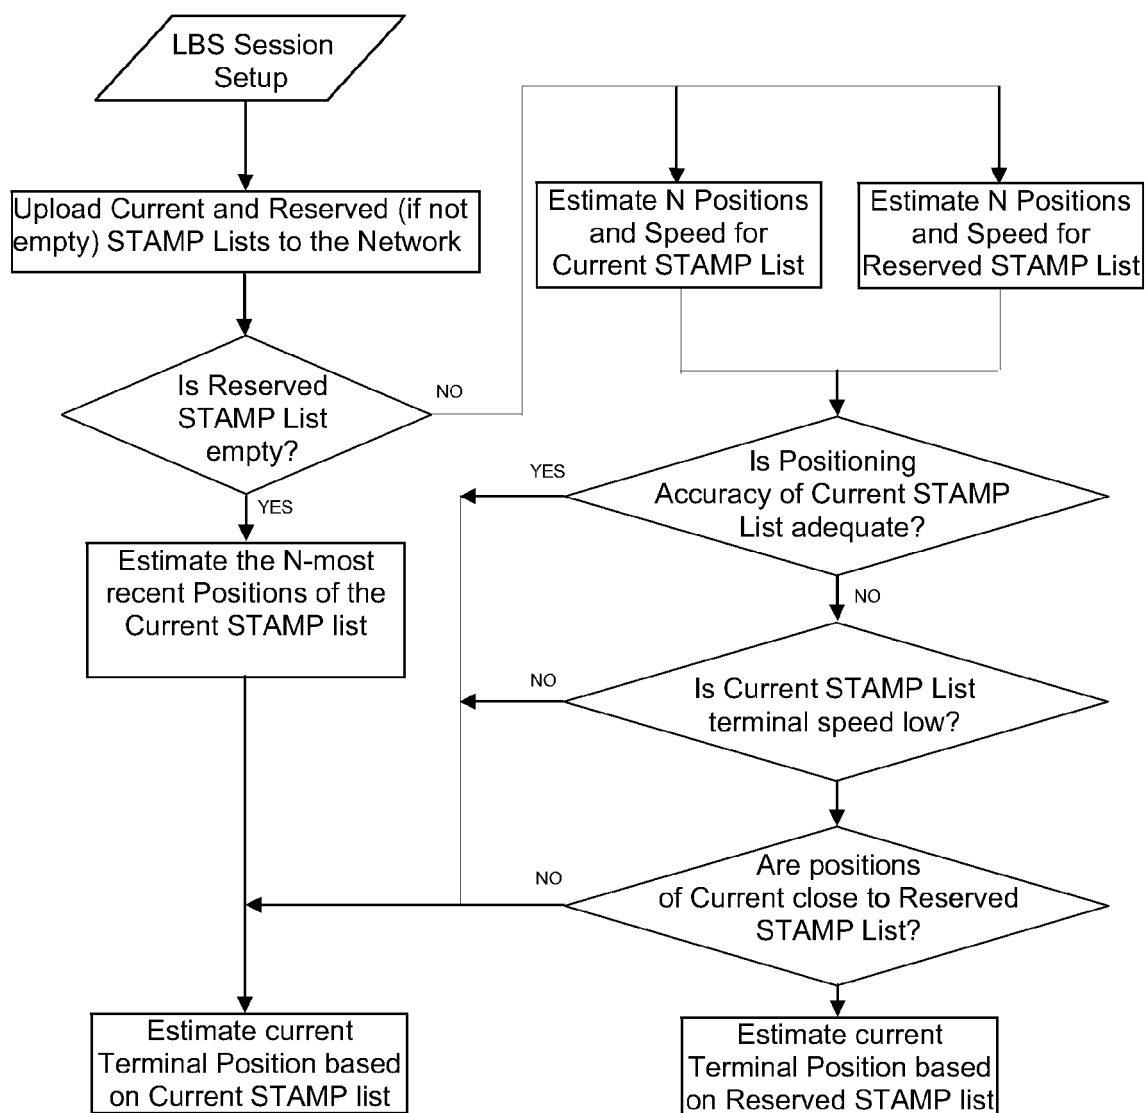 LBS Session
Setup
Upload Current and Reserved (if not
empty) STAMP Lists to the Network
Is Reserved
STAMP List
empty?
NO
YES
Estimate the N-most
recent Positions of the
Current STAMP list
Estimate N Positions
and Speed for
Current STAMP List
Estimate N Positions
and Speed for
Reserved STAMP List
Is Positioning
Accuracy of Current STAMP
List adequate?
YES
NO
Is Current STAMP List
terminal speed low?
NO
Are positions
of Current close to Reserved
STAMP List?
NO
Estimate current
Terminal Position based
on Current STAMP list
Estimate current
Terminal Position based
on Reserved STAMP list